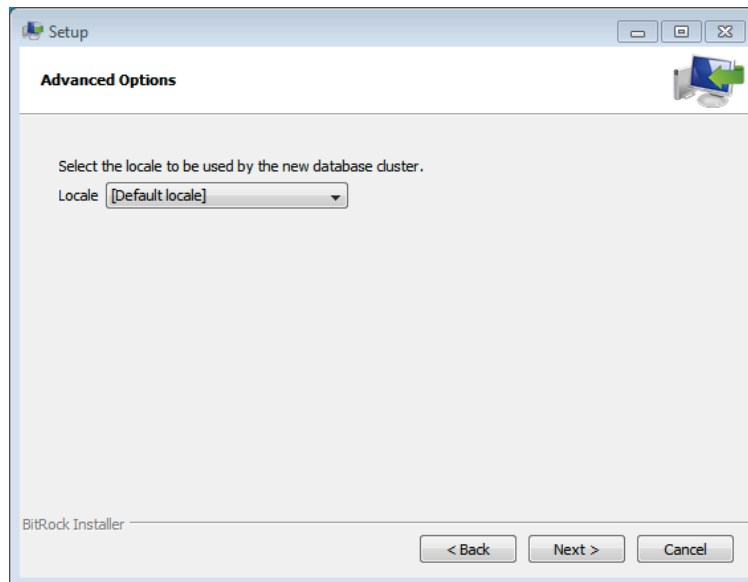 Setup
Advanced Options
Select the locale to be used by the new database cluster.
Locale [Default locale]
BitRock Installer
< Back Next > Cancel